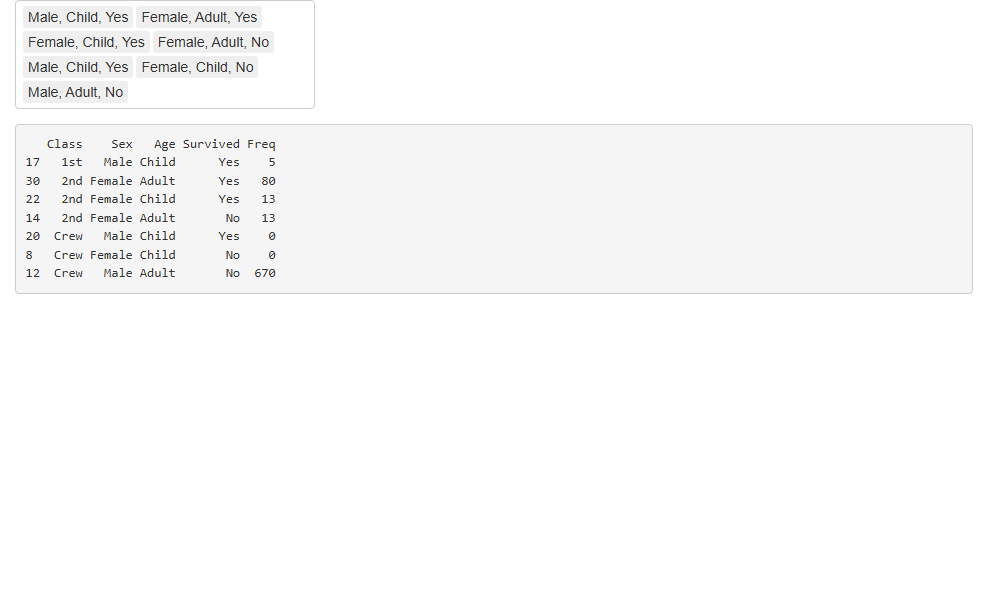 Male, Child, Yes Female, Adult, Yes
Female, Child, Yes Female, Adult, No
Male, Child, Yes Female, Child, No
Male, Adult, No
   Class    Sex   Age Survived Freq
17   1st   Male Child      Yes    5
30   2nd Female Adult      Yes   80
22   2nd Female Child      Yes   13
14   2nd Female Adult       No   13
20  Crew   Male Child      Yes    0
8   Crew Female Child       No    0
12  Crew   Male Adult       No  670